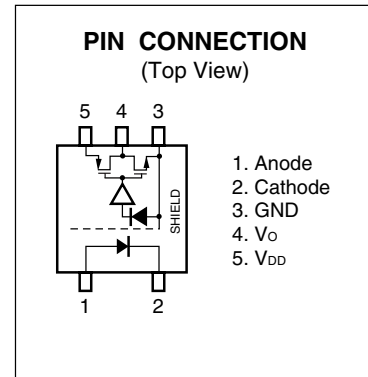 PIN CONNECTION
(Top View)
5 4 3
SHIELD
1 2
1. Anode
2. Cathode
3. GND
4. VO
5. VDD